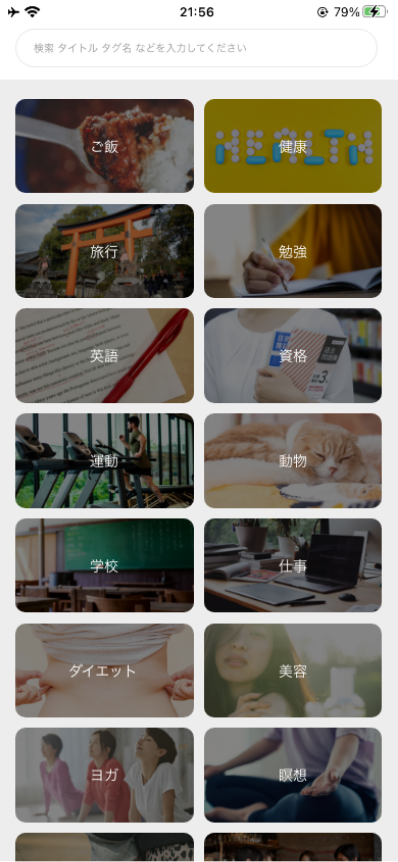 21:56
79%
検索 タイトル タグ名 などを入力してください
ご飯
HEALTH
健康
旅行
勉強
英語
資格
運動
動物
学校
仕事
ダイエット
美容
ヨガ
瞑想